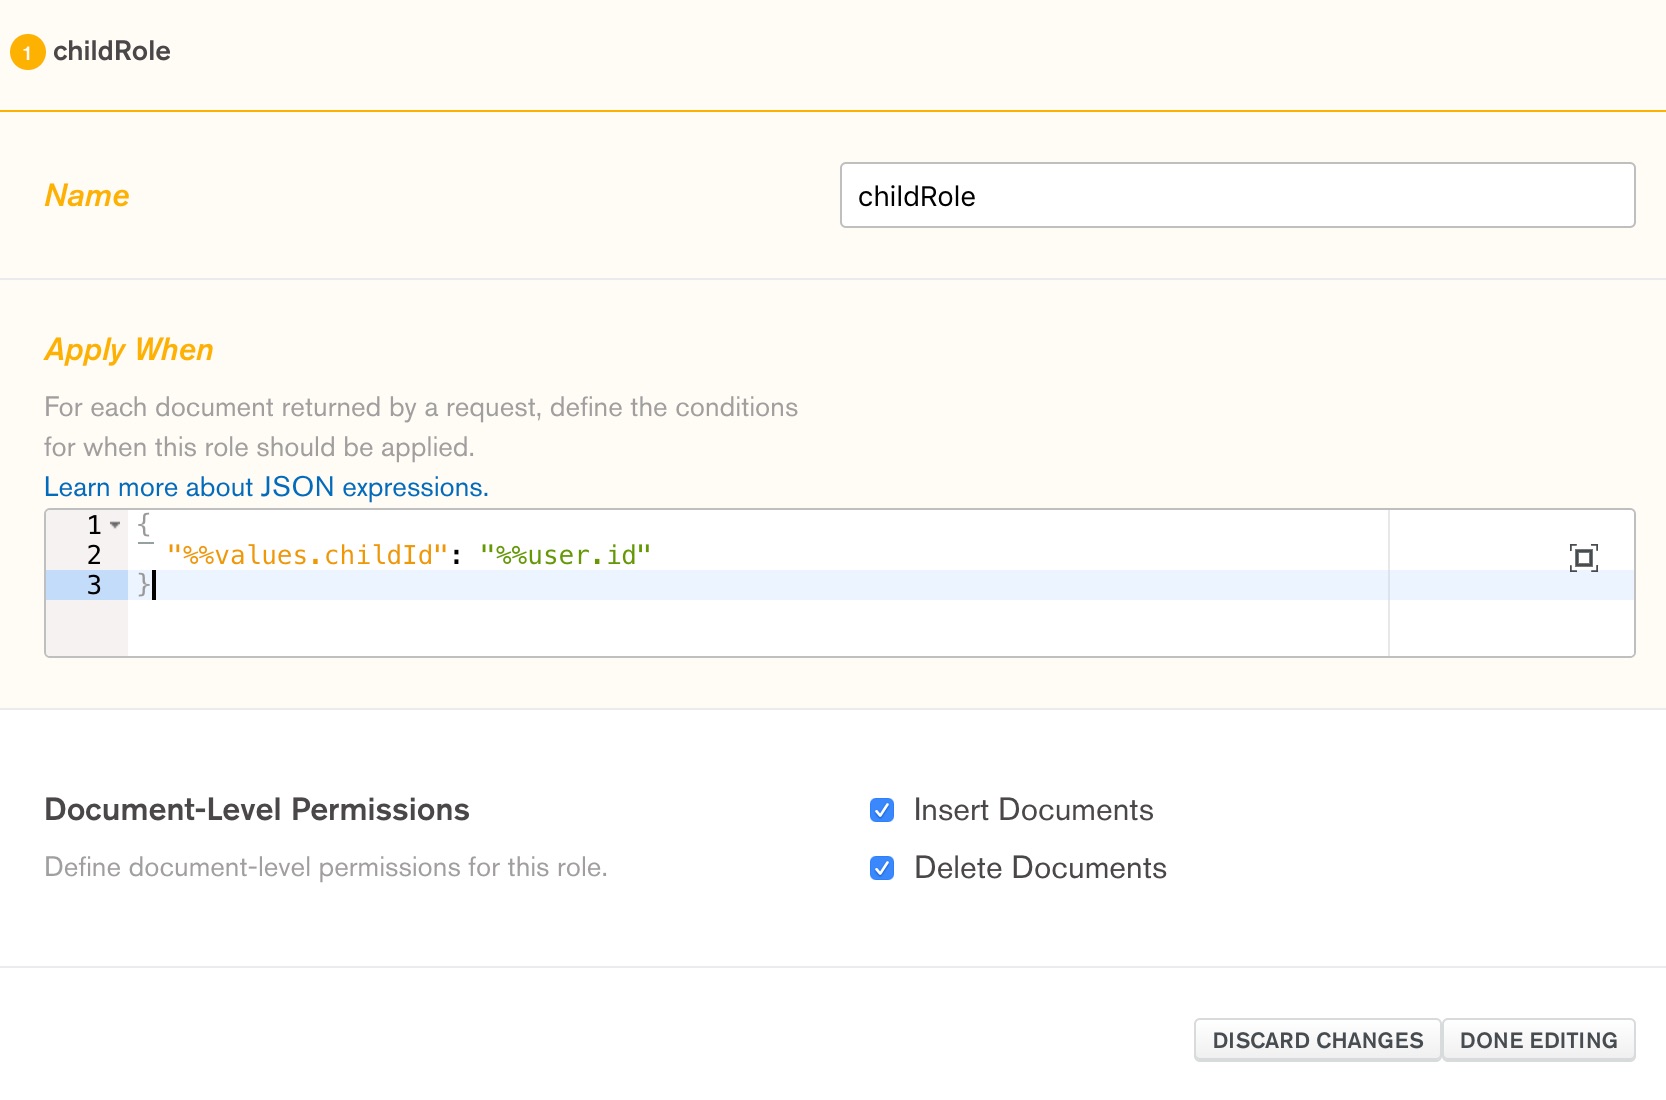 1 childRole
Name
childRole
Apply When
For each document returned by a request, define the conditions
for when this role should be applied.
Learn more about JSON expressions.
1 {
2 "%%values.childId": "%%user.id"
3 }
Document-Level Permissions
Define document-level permissions for this role.
Insert Documents
Delete Documents
DISCARD CHANGES DONE EDITING